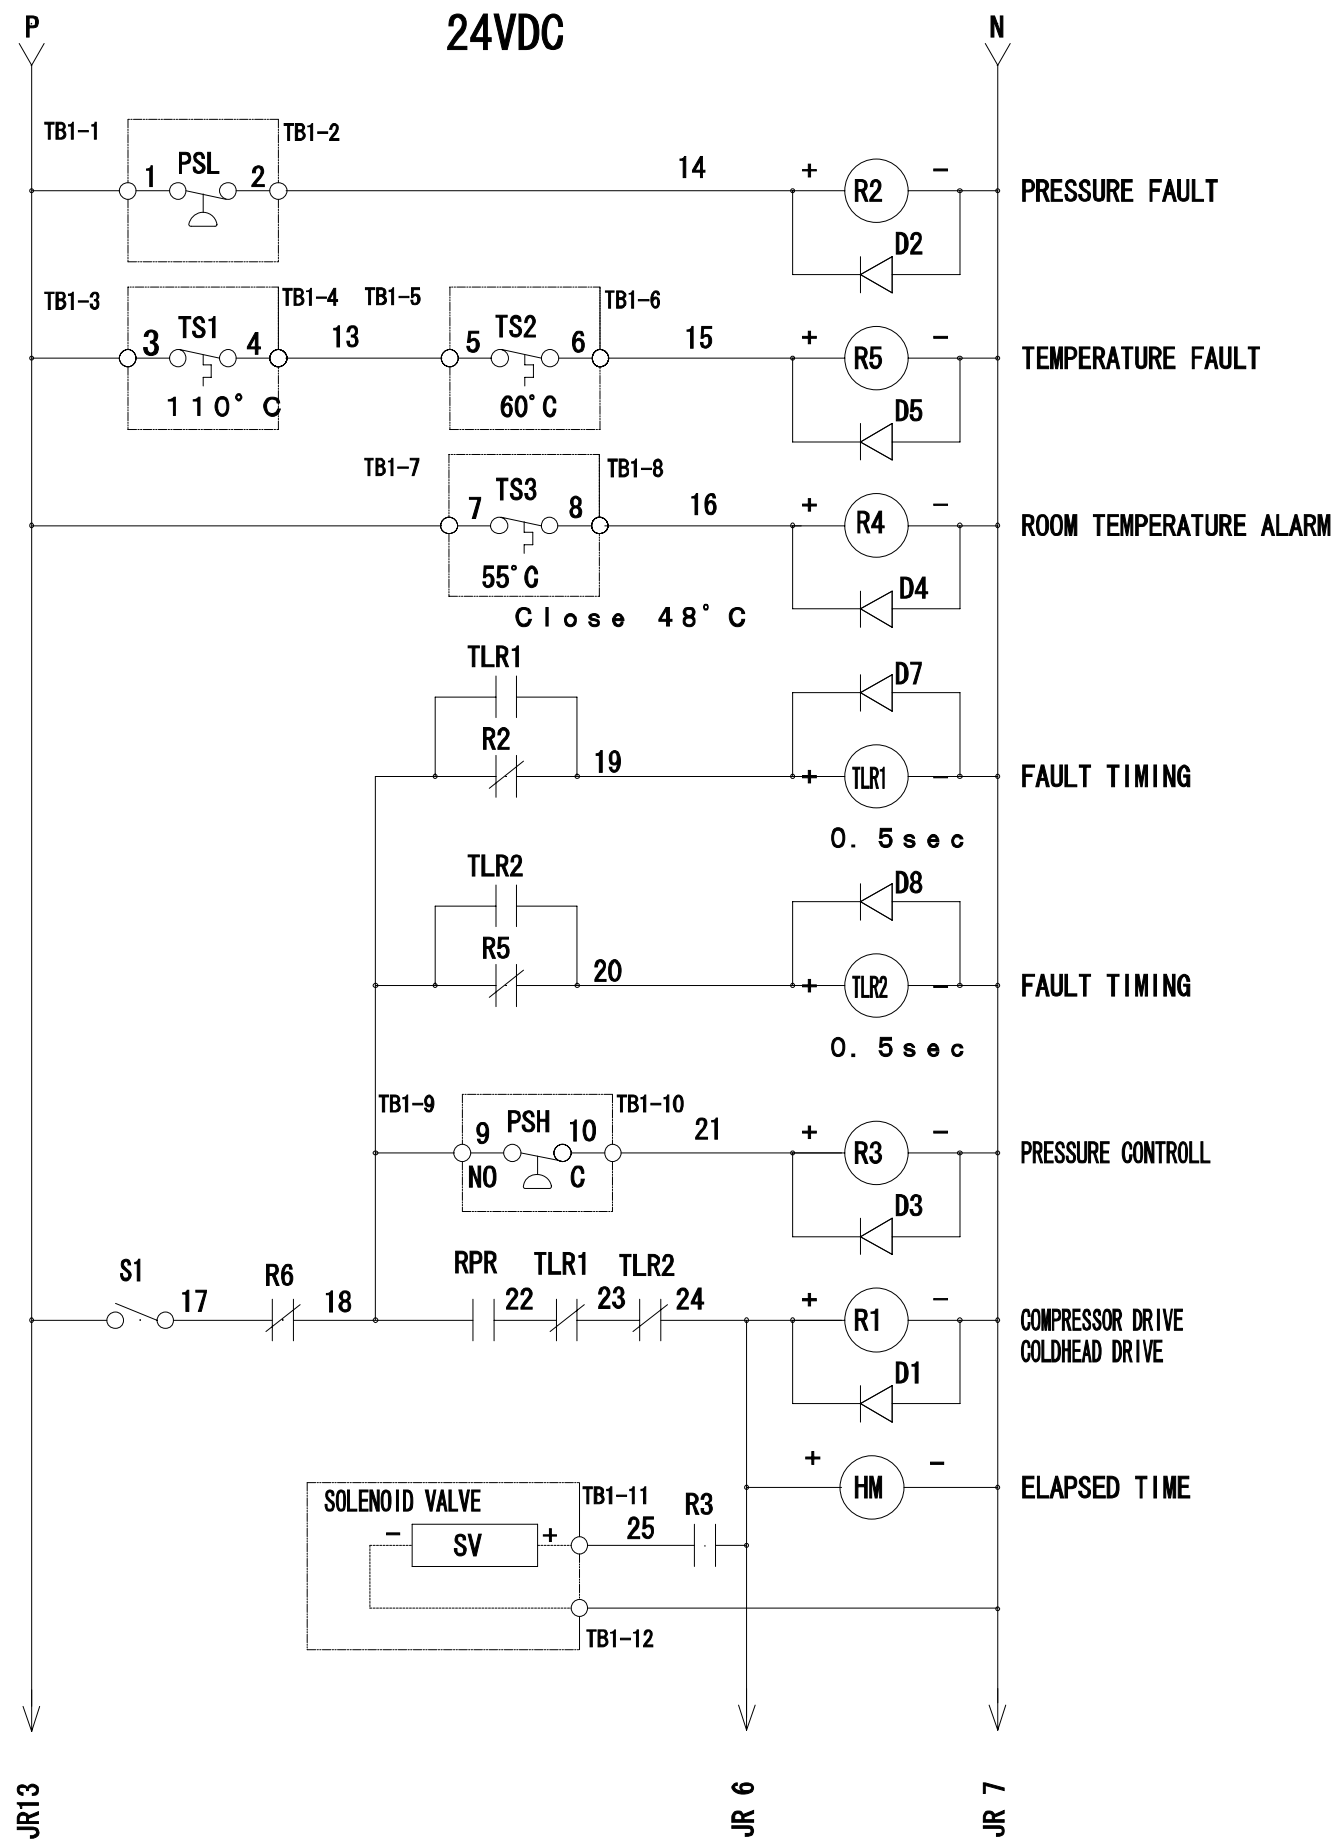 P
24VDC
N
TB1-1
TB1-2
PSL
1
2
14
+
R2
-
PRESSURE FAULT
D2
TB1-3
TB1-4
TB1-5
TB1-6
3
TS1
4
13
5
TS2
6
15
+
R5
-
TEMPERATURE FAULT
110°C
60°C
D5
TB1-7
TB1-8
7
TS3
8
16
+
R4
-
ROOM TEMPERATURE ALARM
55°C
D4
Close 48°C
TLR1
D7
R2
19
+
TLR1
-
FAULT TIMING
0. 5sec
TLR2
D8
R5
20
+
TLR2
-
FAULT TIMING
0. 5sec
TB1-9
TB1-10
9
PSH
10
21
+
R3
-
PRESSURE CONTROLL
NO
C
D3
S1
17
R6
18
RPR
22
TLR1
23
TLR2
24
+
R1
-
COMPRESSOR DRIVE
COLDHEAD DRIVE
D1
+
HM
-
ELAPSED TIME
SOLENOID VALVE
TB1-11
-
SV
+
25
R3
TB1-12
JR13
JR 6
JR 7